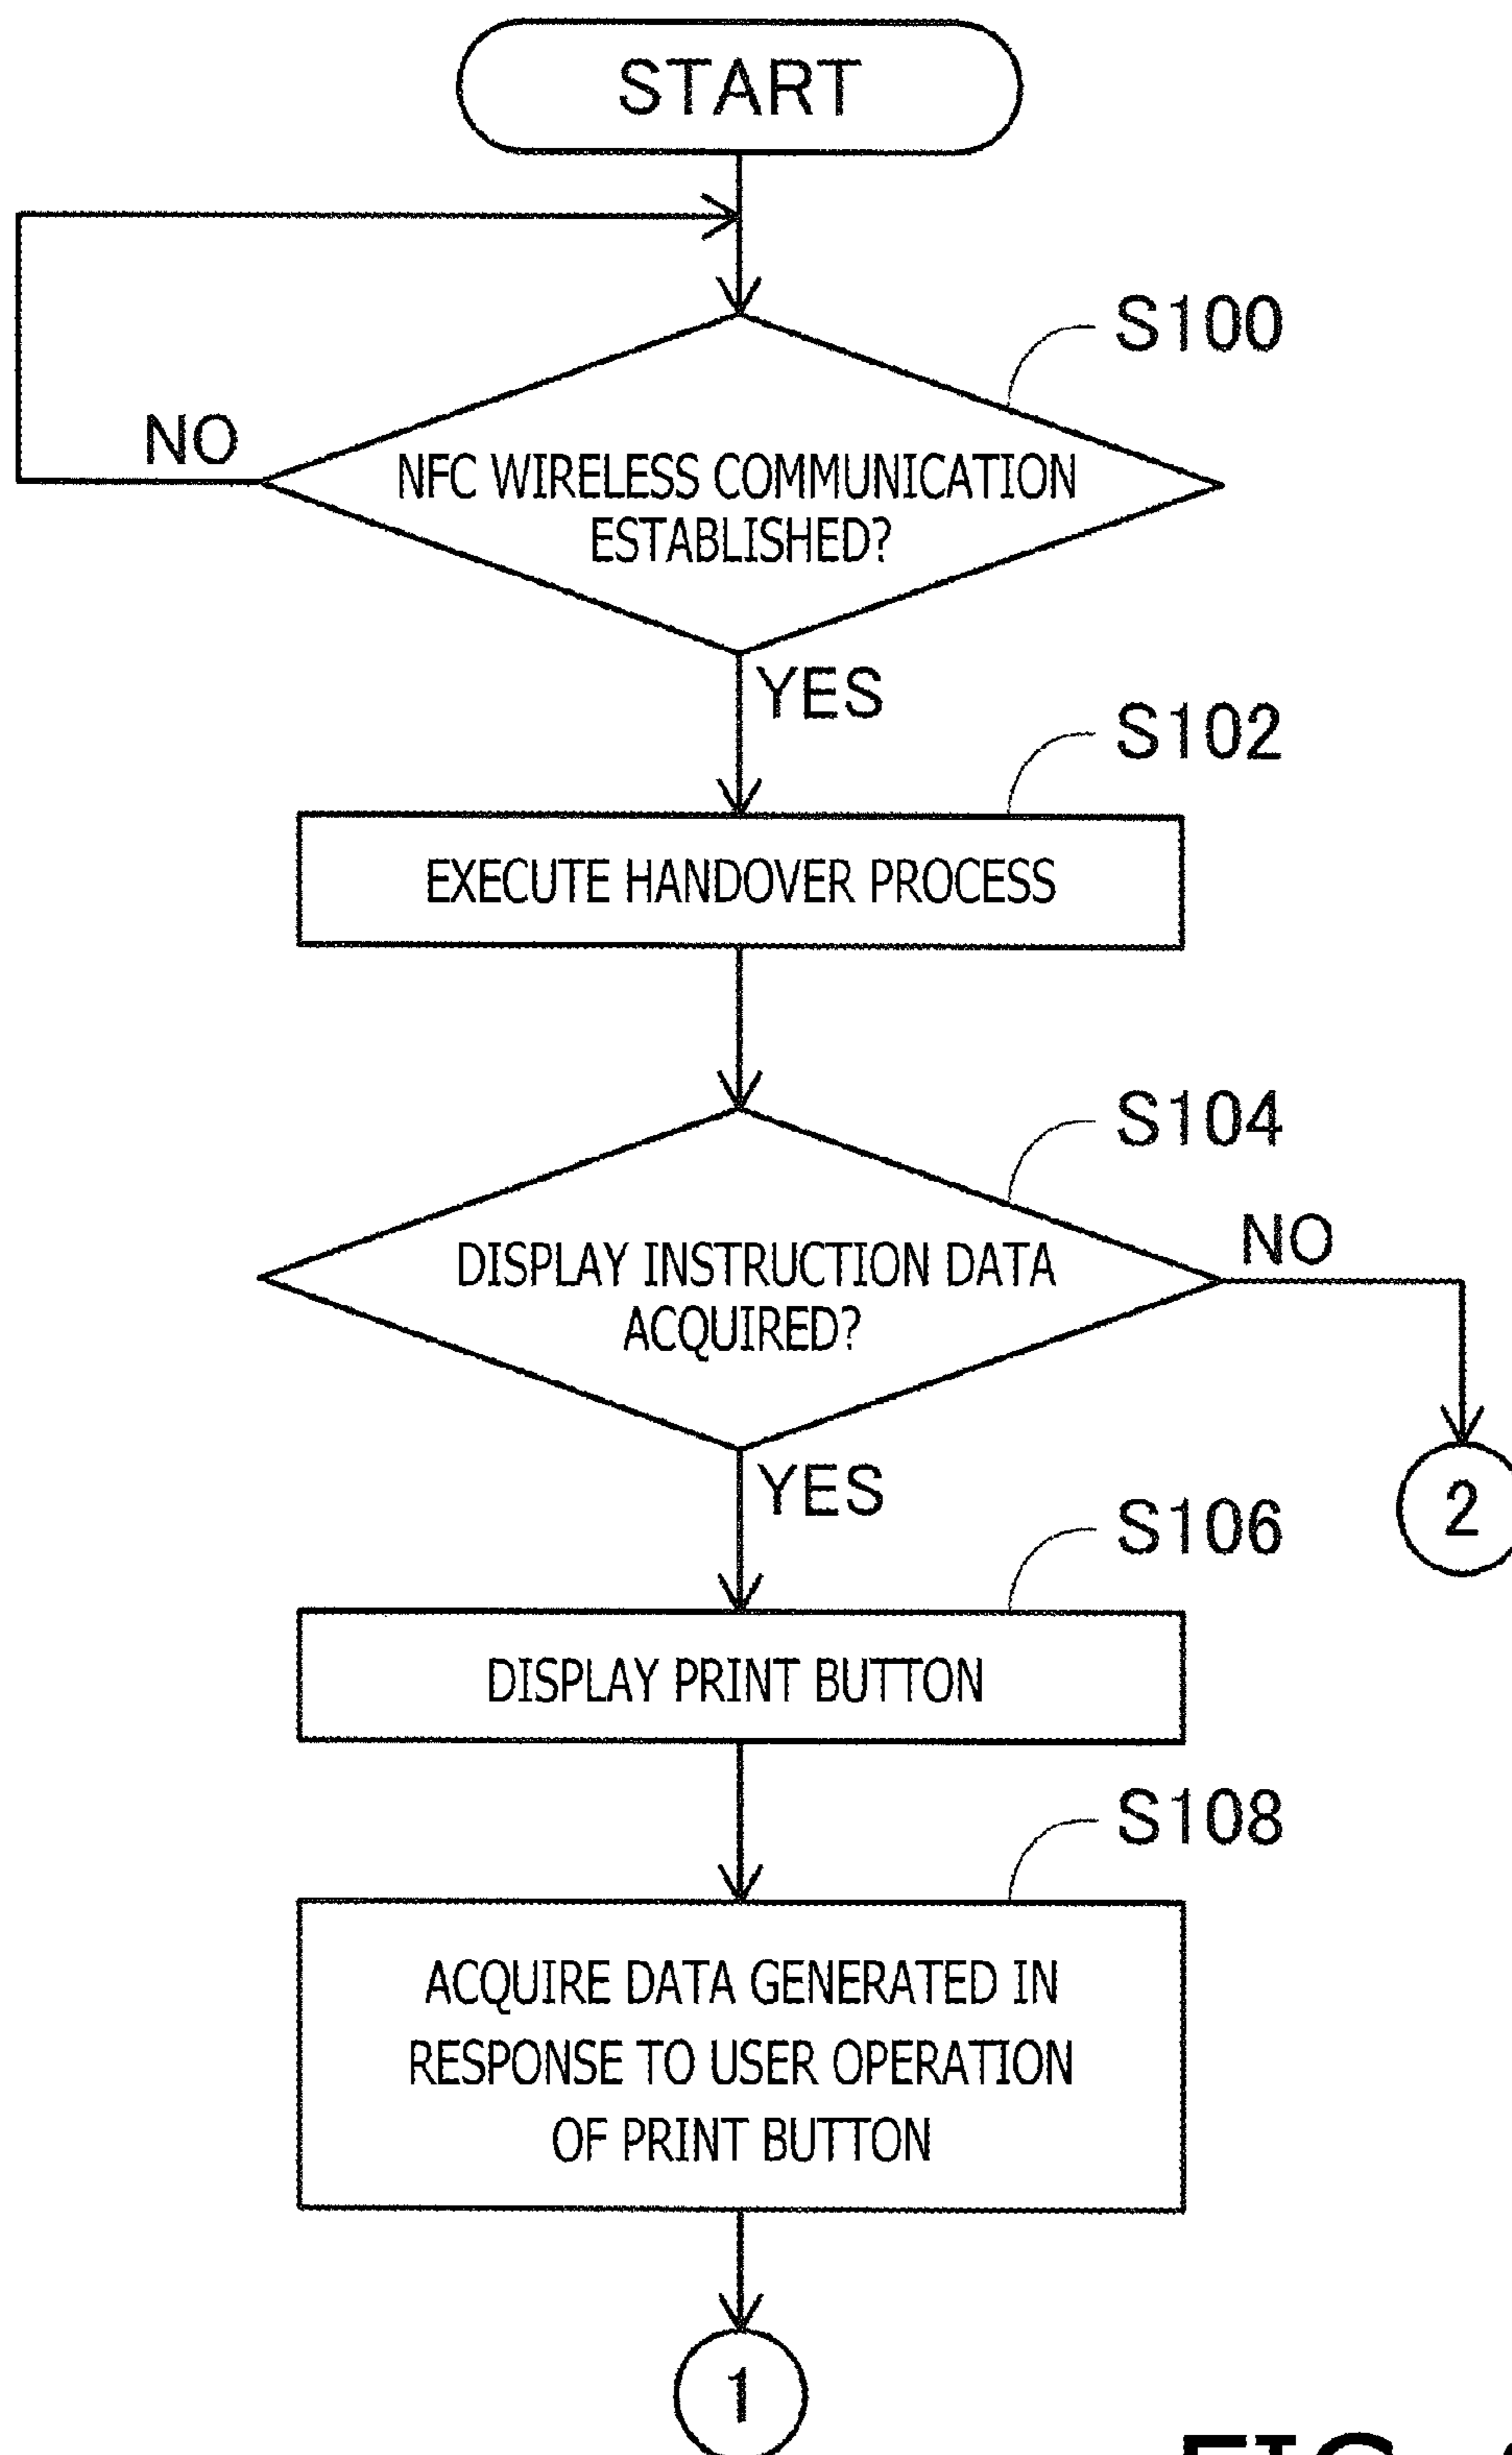 START
S100
NO
NFC WIRELESS COMMUNICATION
ESTABLISHED?
YES
S102
EXECUTE HANDOVER PROCESS
S104
NO
DISPLAY INSTRUCTION DATA
ACQUIRED?
2
YES
S106
DISPLAY PRINT BUTTON
S108
ACQUIRE DATA GENERATED IN
RESPONSE TO USER OPERATION
OF PRINT BUTTON
1